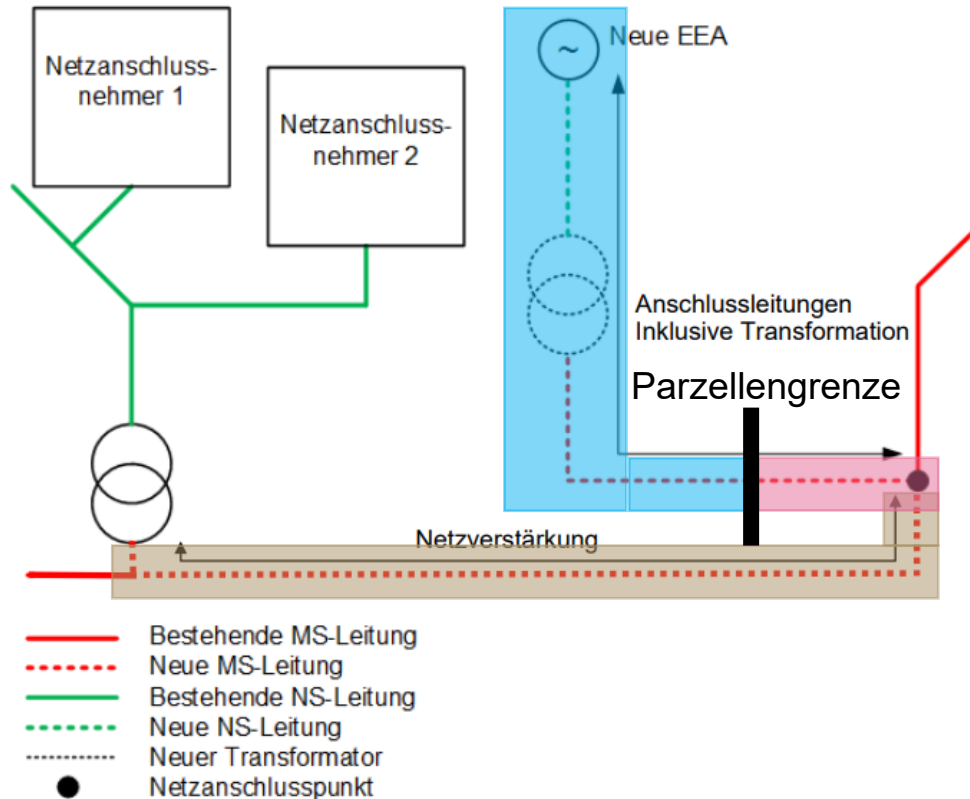 Netzanschluss-
nehmer 1
Netzanschluss-
nehmer 2
~
Neue EEA
Anschlussleitungen
Inklusive Transformation
Parzellengrenze
Netzverstärkung
Bestehende MS-Leitung
Neue MS-Leitung
Bestehende NS-Leitung
Neue NS-Leitung
Neuer Transformator
Netzanschlusspunkt